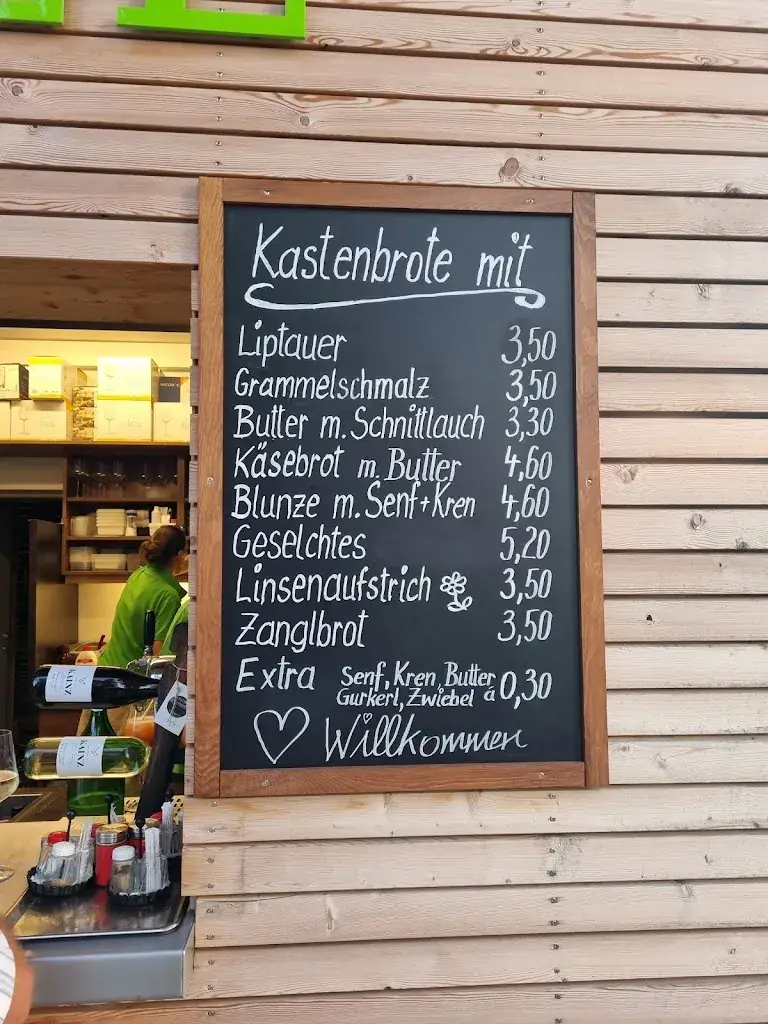 Kastenbrote mit
Liptauer 3,50
Grammelschmalz 3,50
Butter m. Schnittlauch 3,30
Käsebrot m. Butter 4,60
Blunze m. Senf+Kren 4,60
Geselchtes 5,20
Linsenaufstrich 3,50
Zanglbrot 3,50
Extra Senf, Kren, Butter
Gurkerl, Zwiebel á 0,30
Willkommen
KAINZ
KAINZ